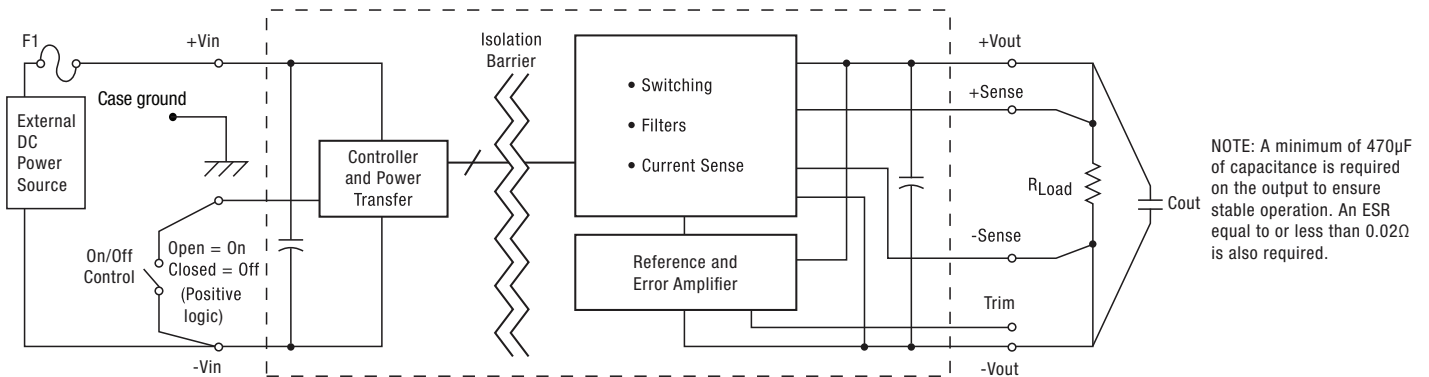 F1
+Vin
External
DC
Power
Source
Case ground
On/Off
Control
Open = On
Closed = Off
(Positive
logic)
-Vin
Controller
and Power
Transfer
Isolation
Barrier
• Switching
• Filters
• Current Sense
Reference and
Error Amplifier
+Vout
+Sense
RLoad
-Sense
Trim
-Vout
Cout
NOTE: A minimum of 470µF
of capacitance is required
on the output to ensure
stable operation. An ESR
equal to or less than 0.02Ω
is also required.